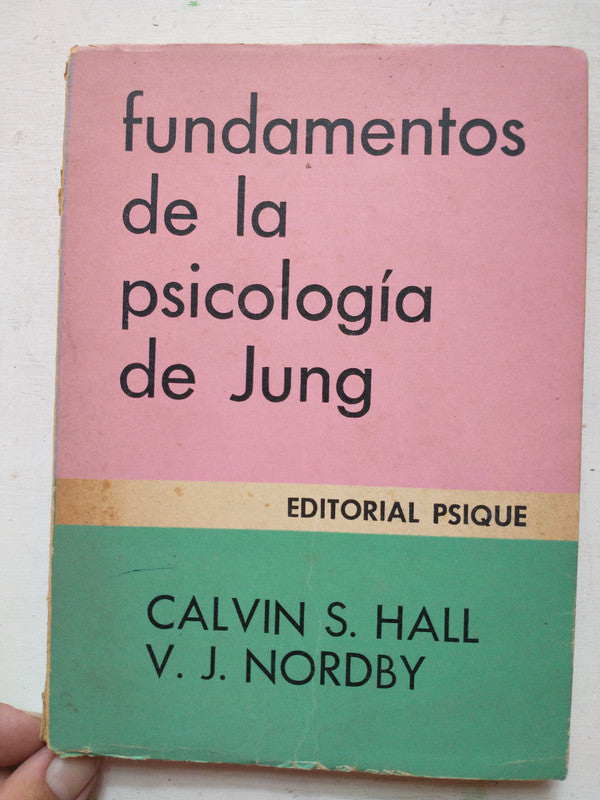 fundamentos
de la
psicología
de Jung
EDITORIAL PSIQUE
CALVIN S. HALL
V. J. NORDBY